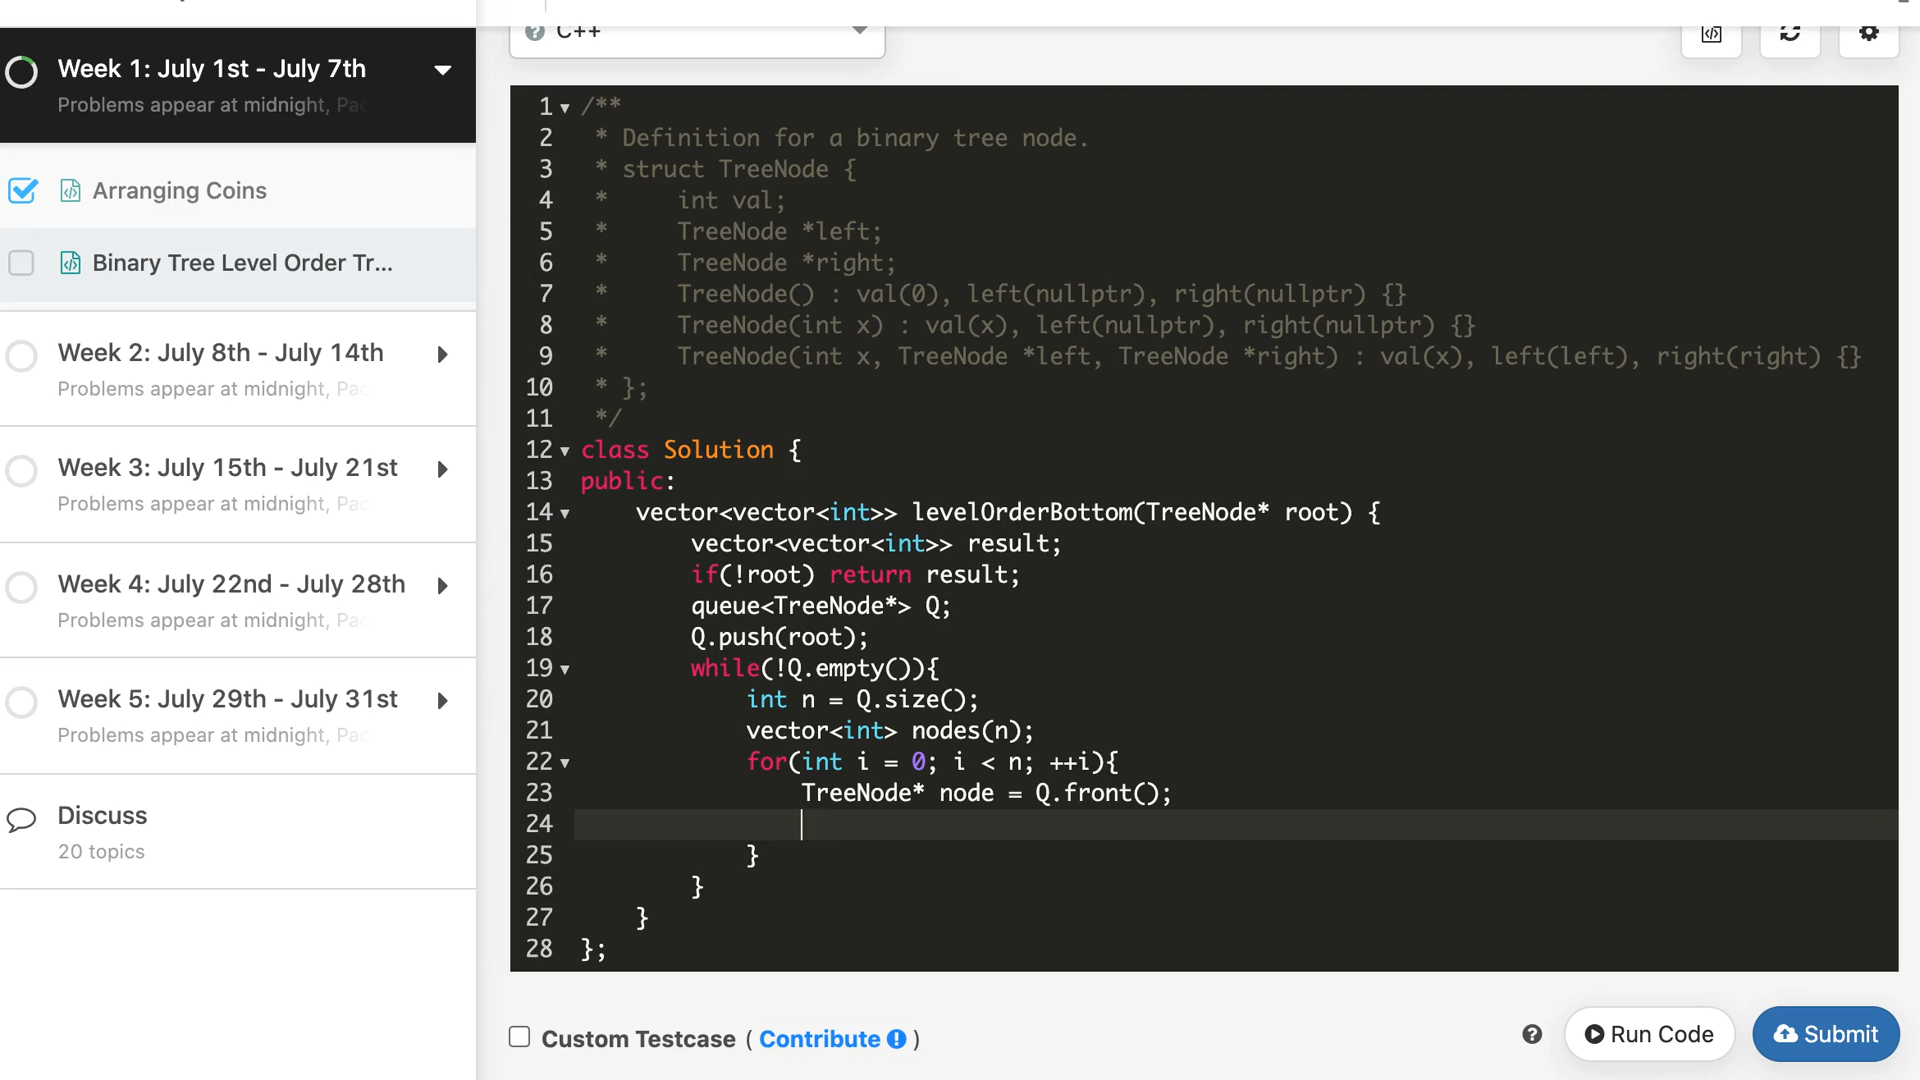 Week 1: July 1st - July 7th
Problems appear at midnight, Pac
Arranging Coins
Binary Tree Level Order Tr...
Week 2: July 8th - July 14th
Problems appear at midnight, Pac
Week 3: July 15th - July 21st
Problems appear at midnight, Pac
Week 4: July 22nd - July 28th
Problems appear at midnight, Pac
Week 5: July 29th - July 31st
Problems appear at midnight, Pac
Discuss
20 topics
C++
1 /**
2 * Definition for a binary tree node.
3 * struct TreeNode {
4 * int val;
5 * TreeNode *left;
6 * TreeNode *right;
7 * TreeNode() : val(0), left(nullptr), right(nullptr) {}
8 * TreeNode(int x) : val(x), left(nullptr), right(nullptr) {}
9 * TreeNode(int x, TreeNode *left, TreeNode *right) : val(x), left(left), right(right) {}
10 * };
11 */
12 class Solution {
13 public:
14 vector<vector<int>> levelOrderBottom(TreeNode* root) {
15 vector<vector<int>> result;
16 if(!root) return result;
17 queue<TreeNode*> Q;
18 Q.push(root);
19 while(!Q.empty()){
20 int n = Q.size();
21 vector<int> nodes(n);
22 for(int i = 0; i < n; ++i){
23 TreeNode* node = Q.front();
24
25 }
26 }
27 }
28 };
Custom Testcase ( Contribute )
Run Code
Submit